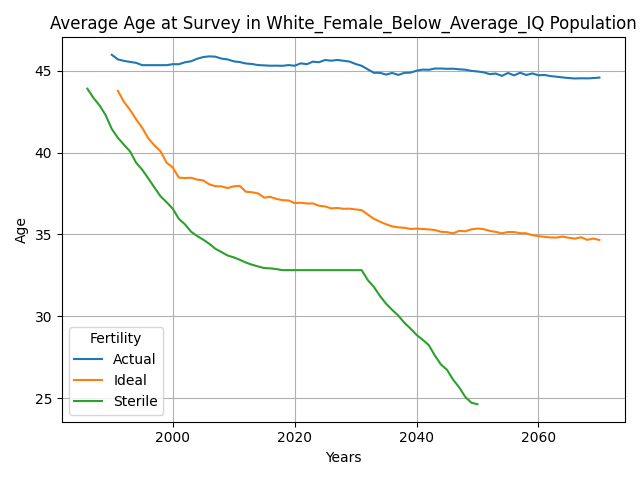 Average Age at Survey in White_Female_Below_Average_IQ Population
45
40
35
30
25
Age
Fertility
Actual
Ideal
Sterile
2000 2020 2040 2060
Years